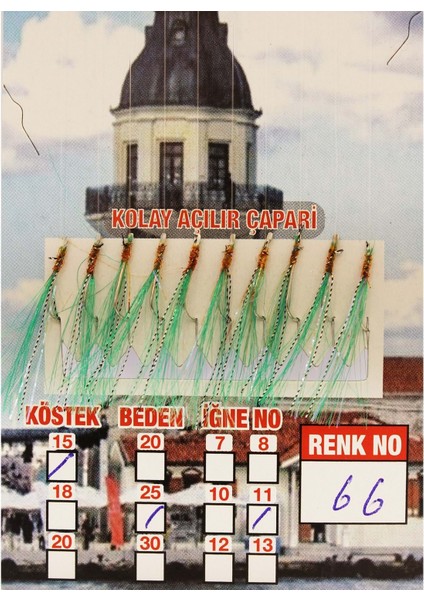 KOLAY AÇILIR ÇAPARİ
KÖSTEK BEDEN İĞNE NO
15 20 7 8
/
18 25 10 11
/ /
20 30 12 13
RENK NO
66